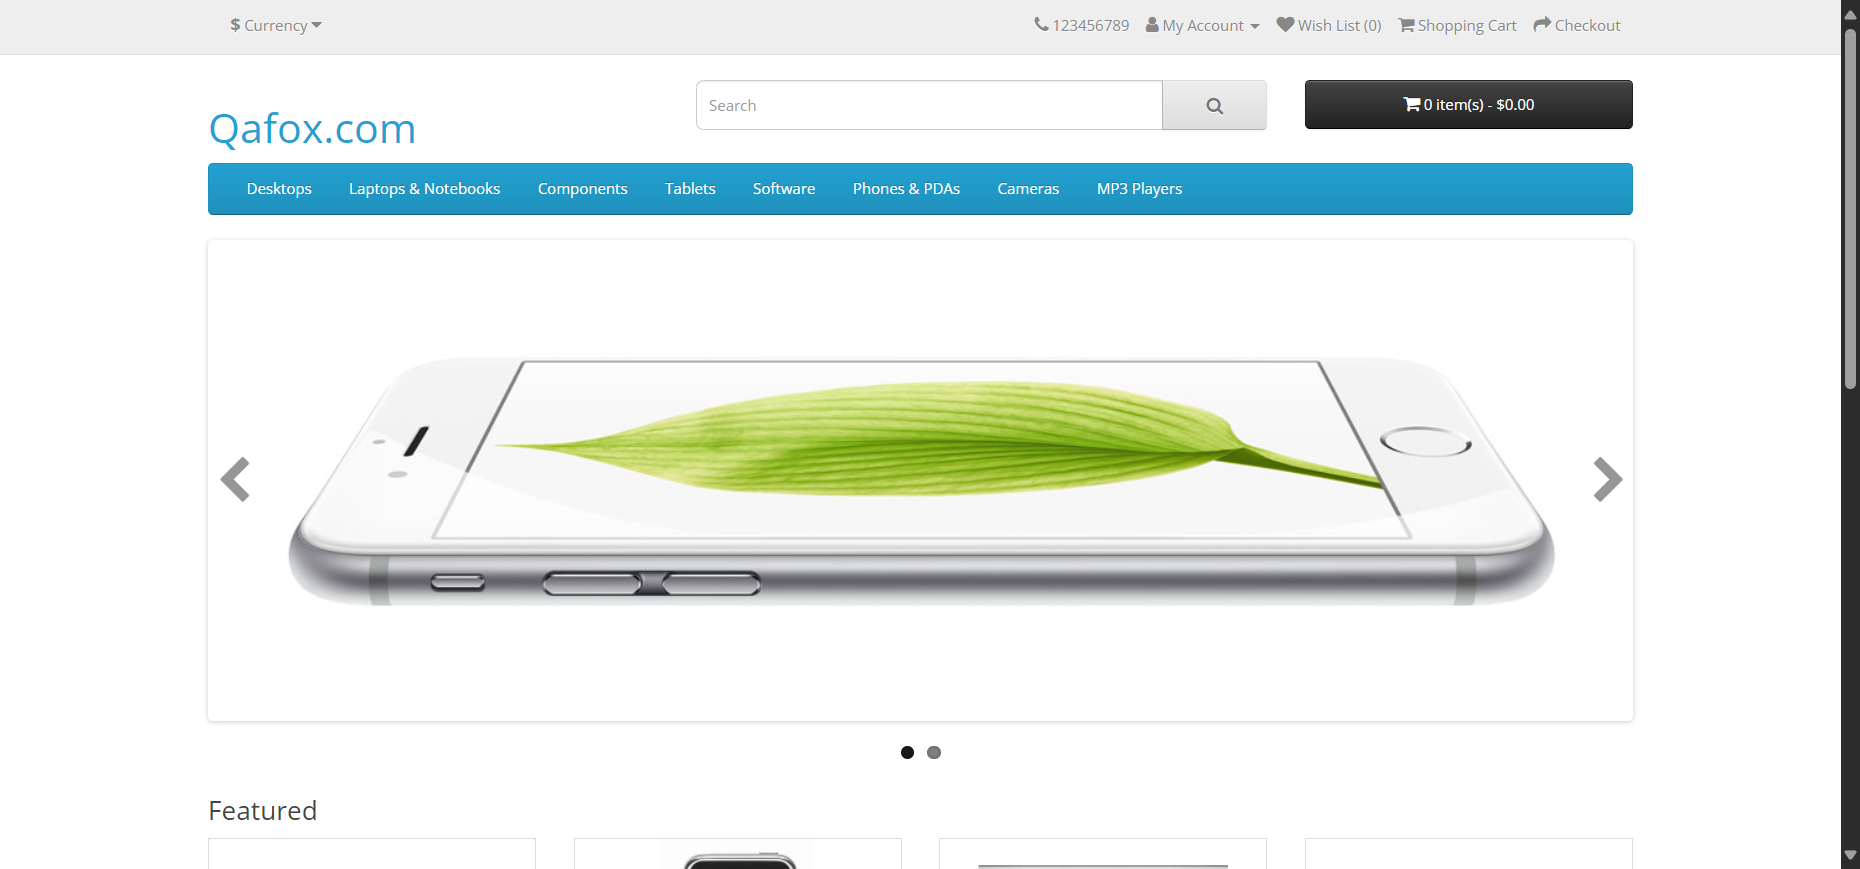 $ Currency
123456789 My Account Wish List (0) Shopping Cart Checkout
Qafox.com
Search
0 item(s) - $0.00
Desktops Laptops & Notebooks Components Tablets Software Phones & PDAs Cameras MP3 Players
Featured